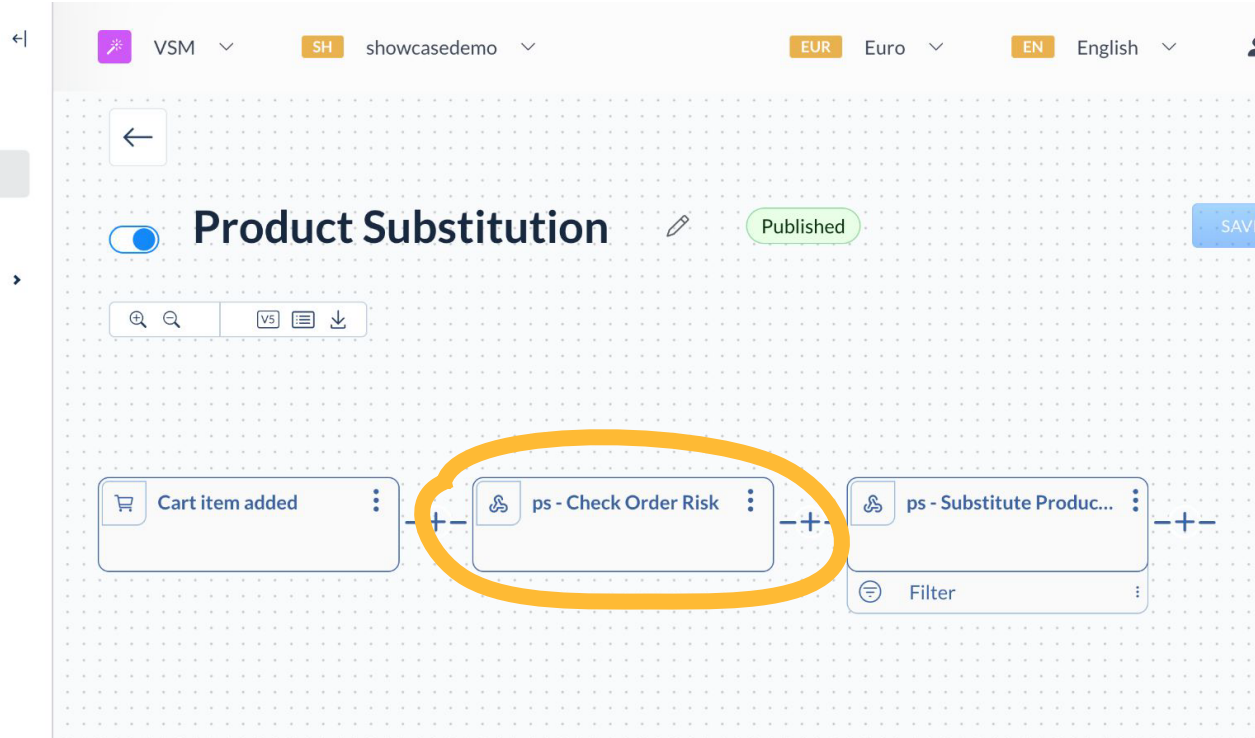 VSM SH showcasedemo EUR Euro EN English
Product Substitution Published
SAV
V5
Cart item added ps - Check Order Risk ps - Substitute Produc...
Filter